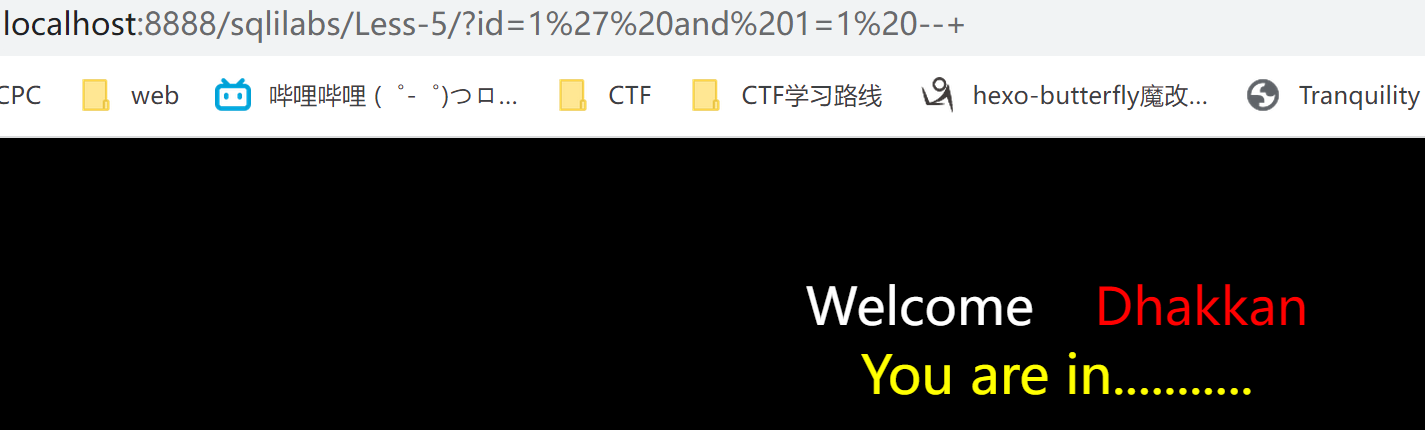 localhost:8888/sqlilabs/Less-5/?id=1%27%20and%201=1%20--+
CPC web 哔哩哔哩 ( ゜- ゜)つロ... CTF CTF学习路线 hexo-butterfly魔改... Tranquility
Welcome Dhakkan
You are in...........